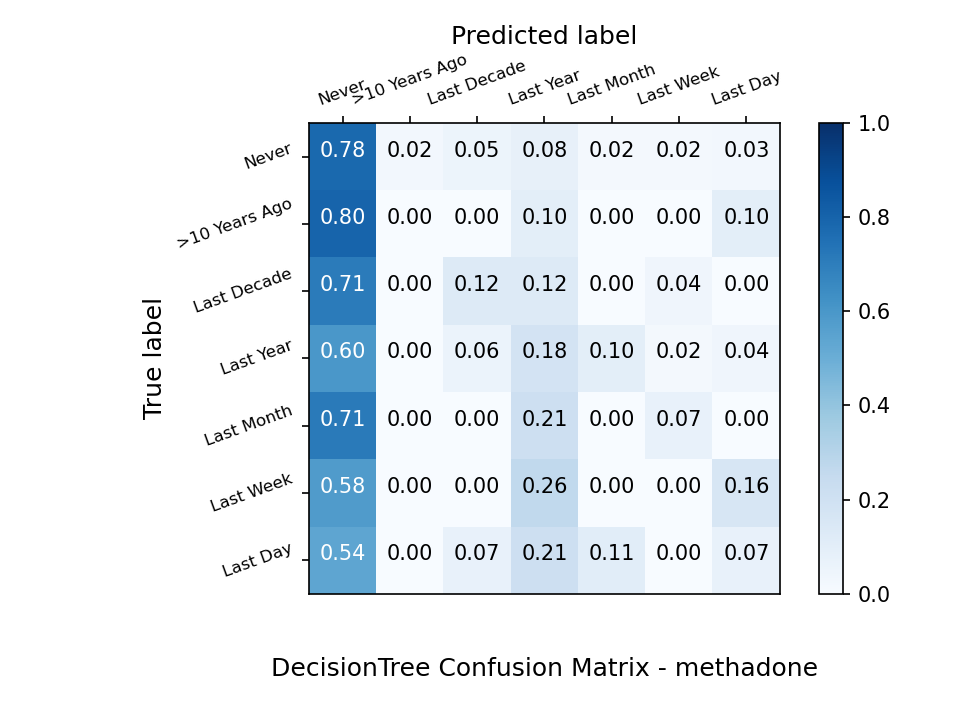 Predicted label
Never >10 Years Ago Last Decade Last Year Last Month Last Week Last Day
Never 0.78 0.02 0.05 0.08 0.02 0.02 0.03
>10 Years Ago 0.80 0.00 0.00 0.10 0.00 0.00 0.10
Last Decade 0.71 0.00 0.12 0.12 0.00 0.04 0.00
Last Year 0.60 0.00 0.06 0.18 0.10 0.02 0.04
Last Month 0.71 0.00 0.00 0.21 0.00 0.07 0.00
Last Week 0.58 0.00 0.00 0.26 0.00 0.00 0.16
Last Day 0.54 0.00 0.07 0.21 0.11 0.00 0.07
True label
1.0
0.8
0.6
0.4
0.2
0.0
DecisionTree Confusion Matrix - methadone